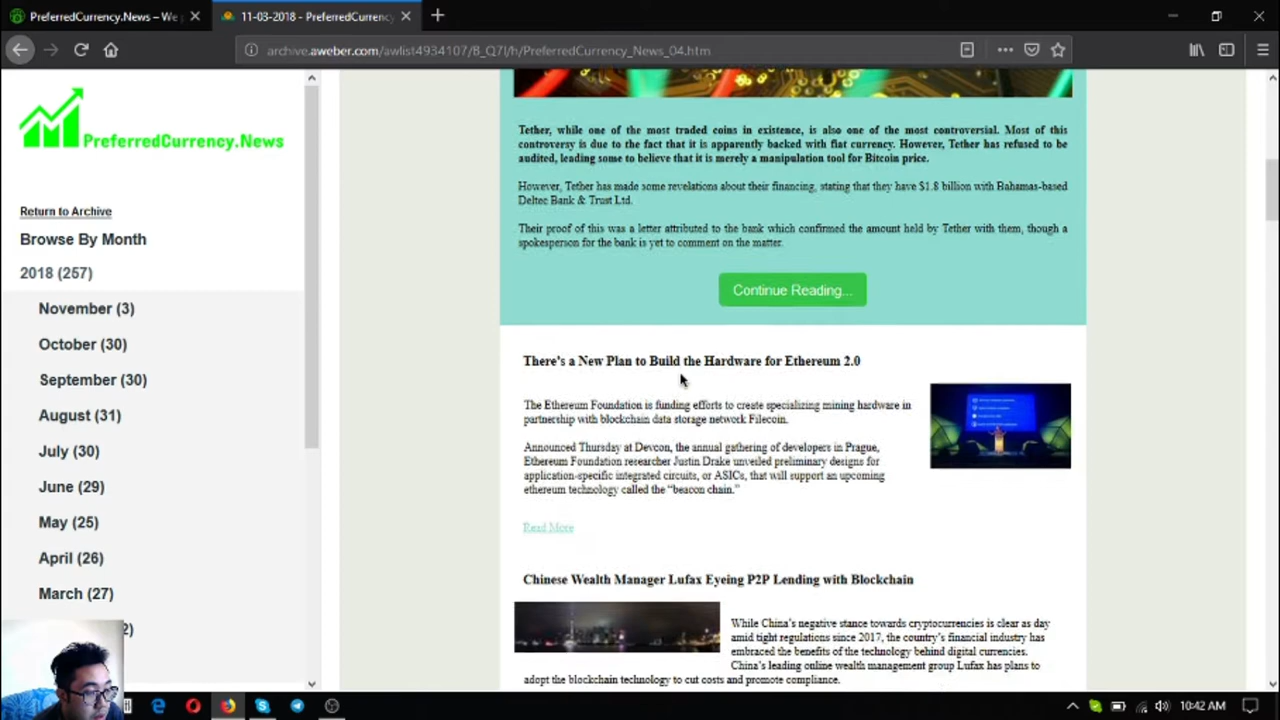 PreferredCurrency.News – We
11-03-2018 - PreferredCurrency
archive.aweber.com/awlist4934107/B_Q7I/h/PreferredCurrency_News_04.htm
PreferredCurrency.News
Return to Archive
Browse By Month
2018 (257)
November (3)
October (30)
September (30)
August (31)
July (30)
June (29)
May (25)
April (26)
March (27)
2)
Tether, while one of the most traded coins in existence, is also one of the most controversial. Most of this
controversy is due to the fact that it is apparently backed with fiat currency. However, Tether has refused to be
audited, leading some to believe that it is merely a manipulation tool for Bitcoin price.
However, Tether has made some revelations about their financing, stating that they have $1.8 billion with Bahamas-based
Deltec Bank & Trust Ltd.
Their proof of this was a letter attributed to the bank which confirmed the amount held by Tether with them, though a
spokesperson for the bank is yet to comment on the matter.
Continue Reading...
There's a New Plan to Build the Hardware for Ethereum 2.0
The Ethereum Foundation is funding efforts to create specializing mining hardware in
partnership with blockchain data storage network Filecoin.
Announced Thursday at Devcon, the annual gathering of developers in Prague,
Ethereum Foundation researcher Justin Drake unveiled preliminary designs for
application-specific integrated circuits, or ASICs, that will support an upcoming
ethereum technology called the “beacon chain.”
Read More
Chinese Wealth Manager Lufax Eyeing P2P Lending with Blockchain
While China's negative stance towards cryptocurrencies is clear as day
amid tight regulations since 2017, the country's financial industry has
embraced the benefits of the technology behind digital currencies.
China's leading online wealth management group Lufax has plans to
adopt the blockchain technology to cut costs and promote compliance.
10:42 AM